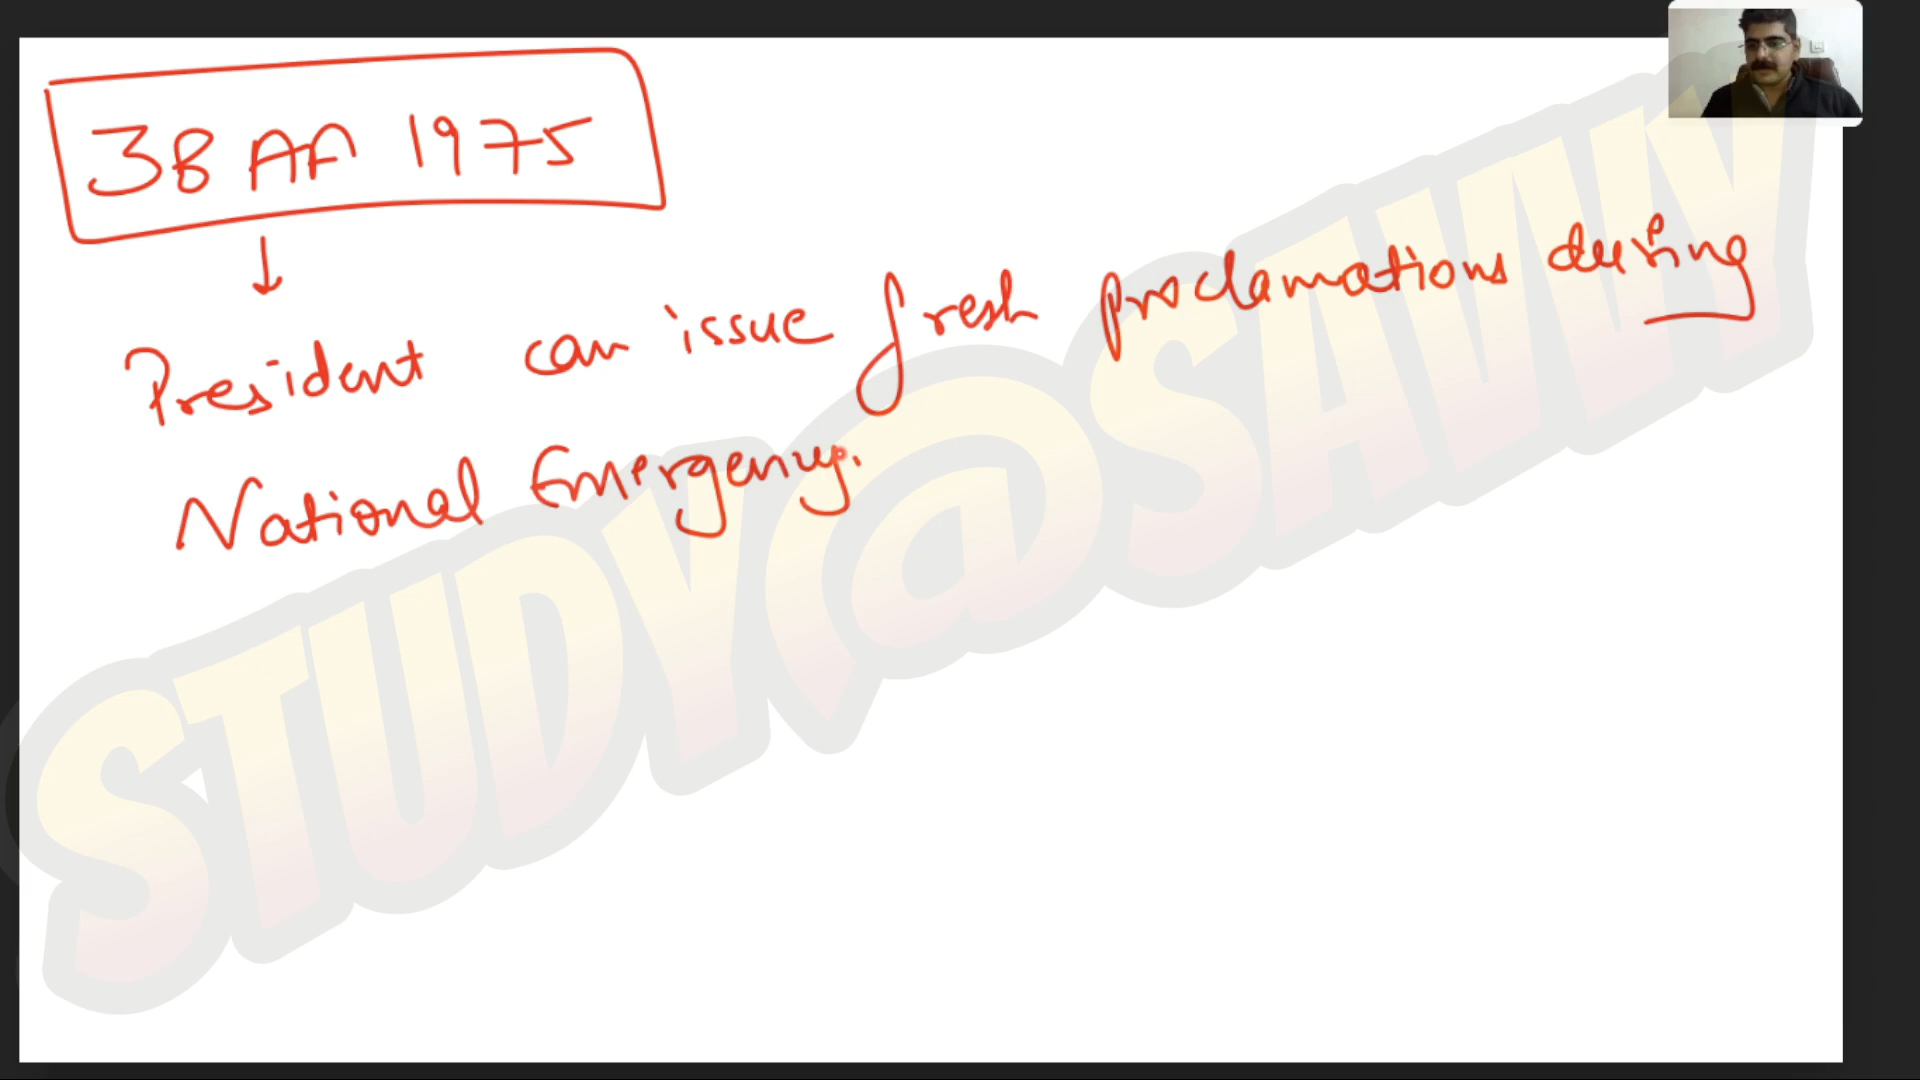 38 AA 1975
President can issue fresh proclamations during
National Emergency.
STUDY@SAVVY